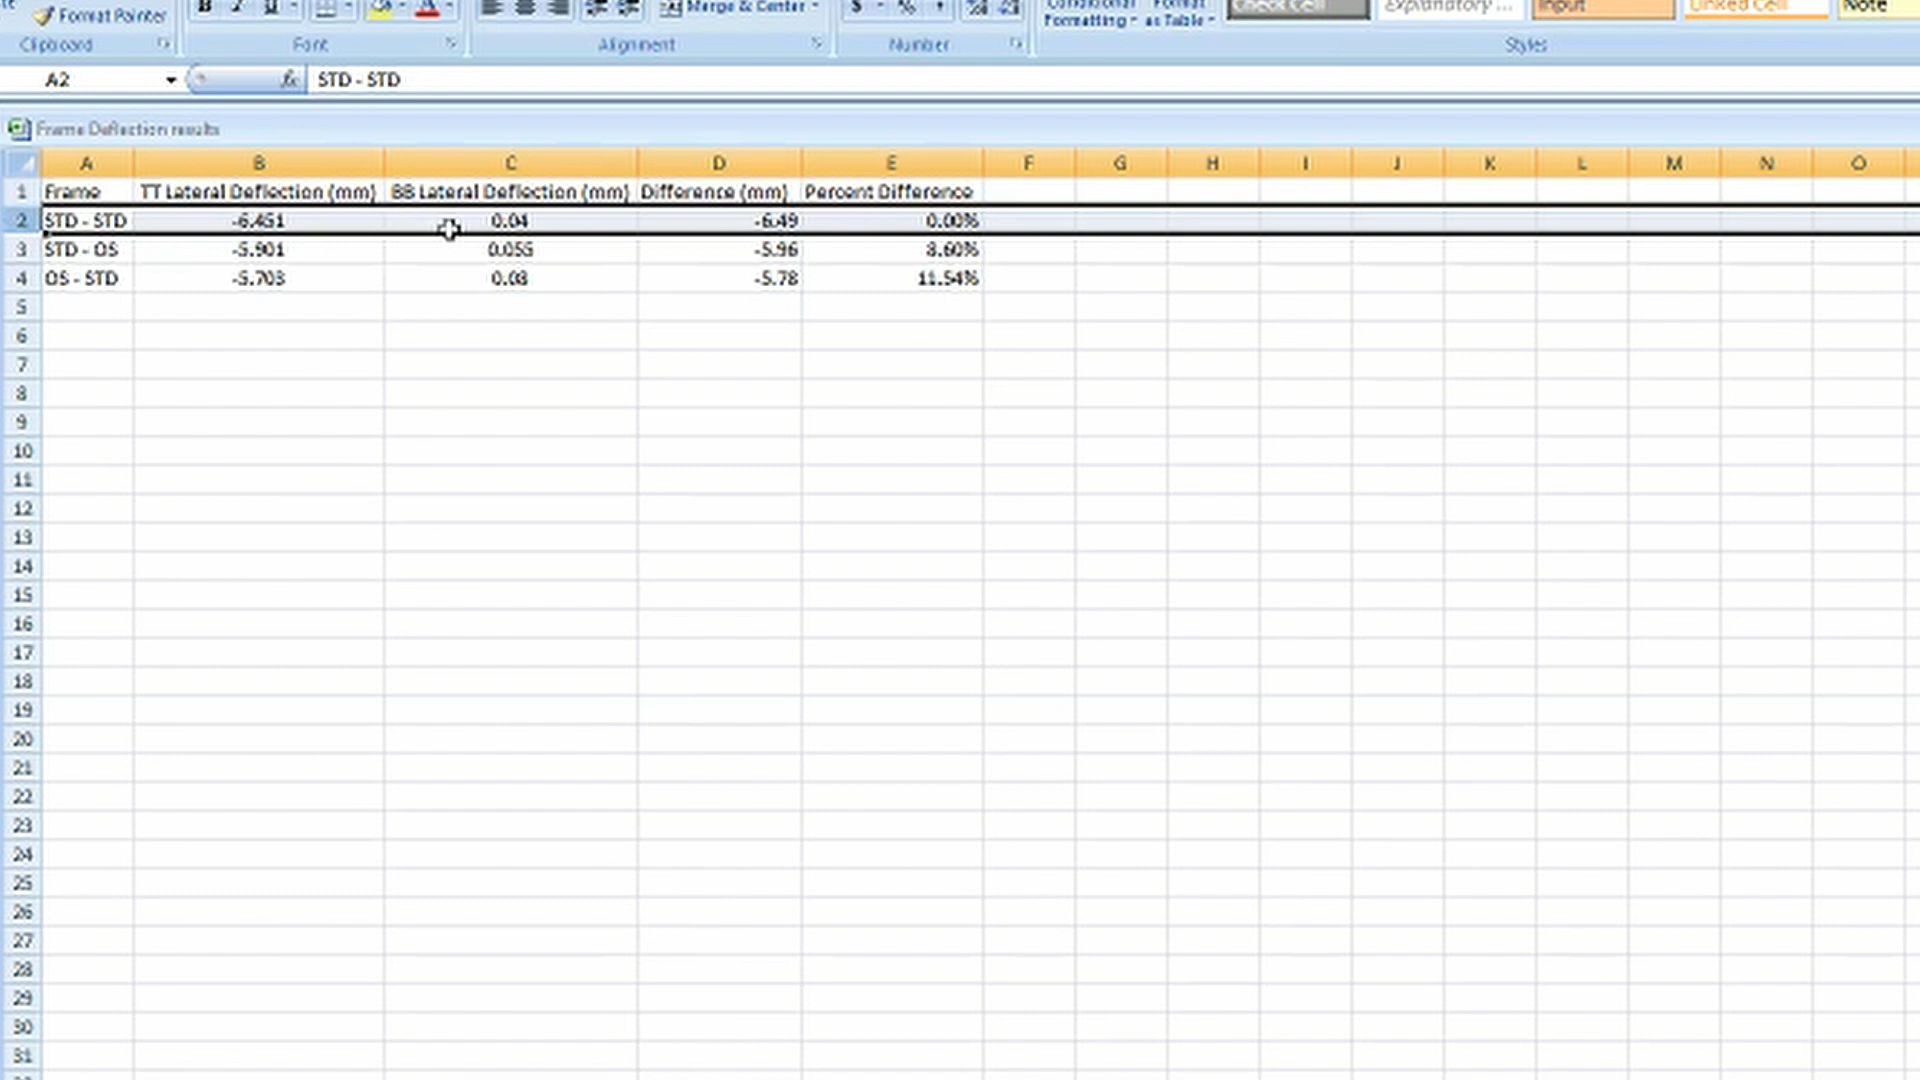 Format Painter
B I U
Merge & Center
$ % ,
Conditional Format
Formatting as Table
Check Cell Explanatory ... Input Linked Cell Note
Clipboard Font Alignment Number Styles
A2 fx STD - STD
Frame Deflection results
A B C D E F G H I J K L M N O
1 Frame TT Lateral Deflection (mm) BB Lateral Deflection (mm) Difference (mm) Percent Difference
2 STD - STD -6.451 0.04 -6.49 0.00%
3 STD - OS -5.901 0.055 -5.96 8.60%
4 OS - STD -5.703 0.08 -5.78 11.54%
5
6
7
8
9
10
11
12
13
14
15
16
17
18
19
20
21
22
23
24
25
26
27
28
29
30
31